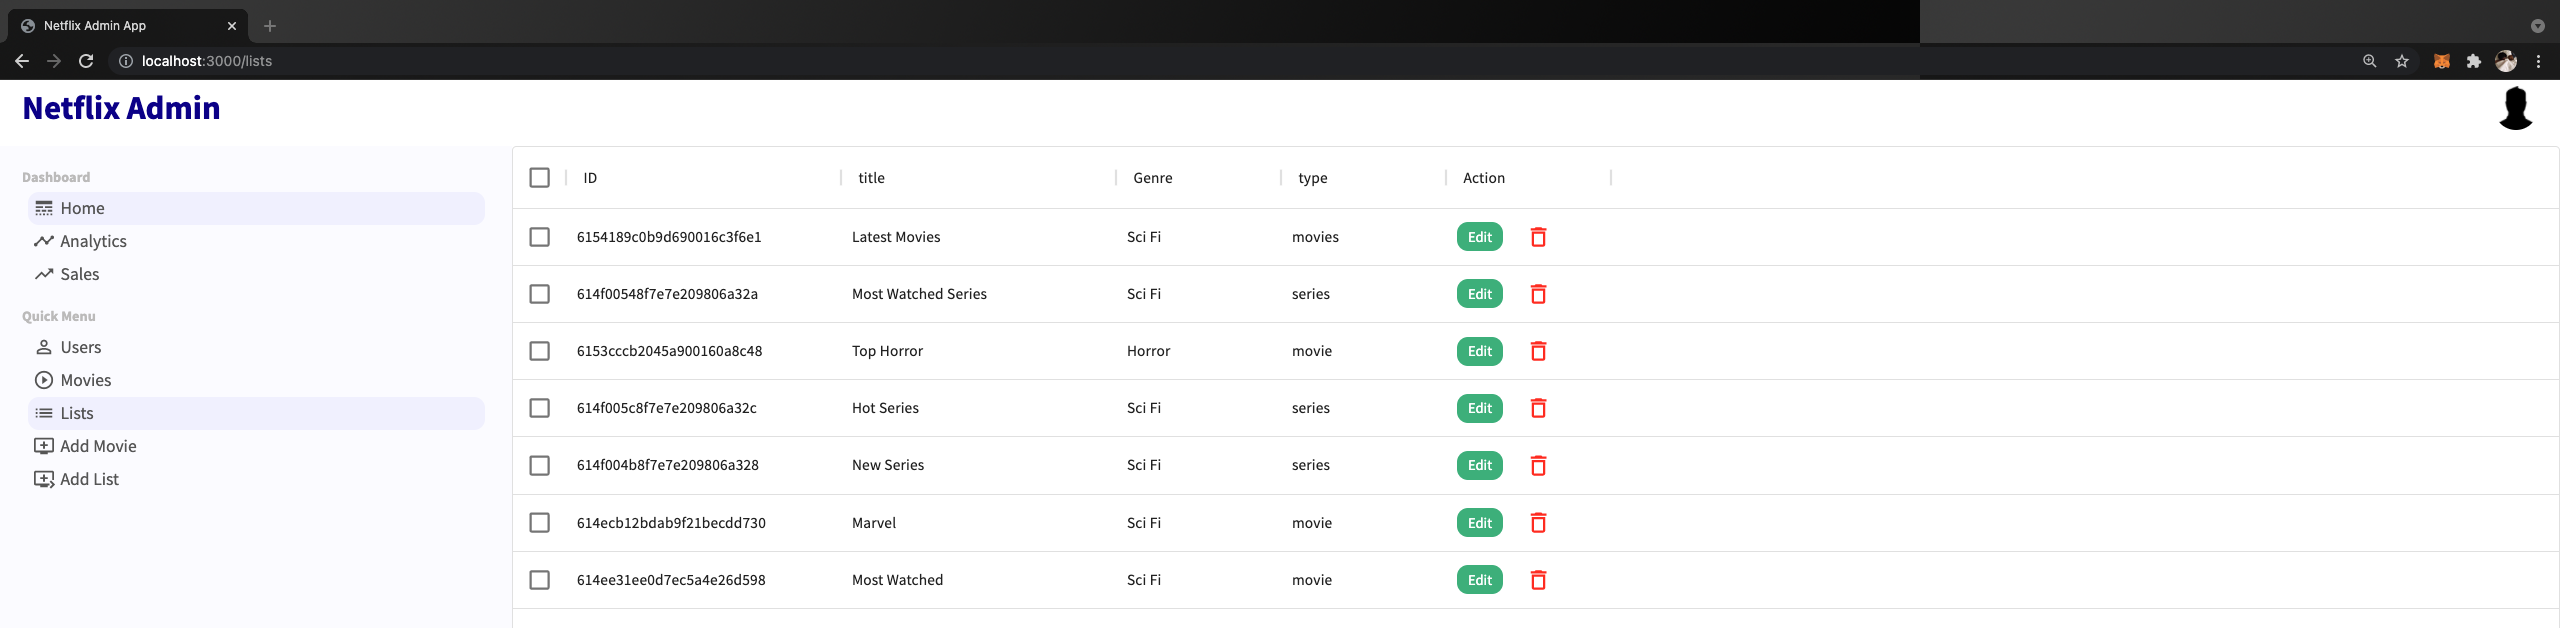 Netflix Admin App
localhost:3000/lists
Netflix Admin
Dashboard
Home
Analytics
Sales
Quick Menu
Users
Movies
Lists
Add Movie
Add List
ID title Genre type Action
6154189c0b9d690016c3f6e1 Latest Movies Sci Fi movies Edit
614f00548f7e7e209806a32a Most Watched Series Sci Fi series Edit
6153cccb2045a900160a8c48 Top Horror Horror movie Edit
614f005c8f7e7e209806a32c Hot Series Sci Fi series Edit
614f004b8f7e7e209806a328 New Series Sci Fi series Edit
614ecb12bdab9f21becdd730 Marvel Sci Fi movie Edit
614ee31ee0d7ec5a4e26d598 Most Watched Sci Fi movie Edit